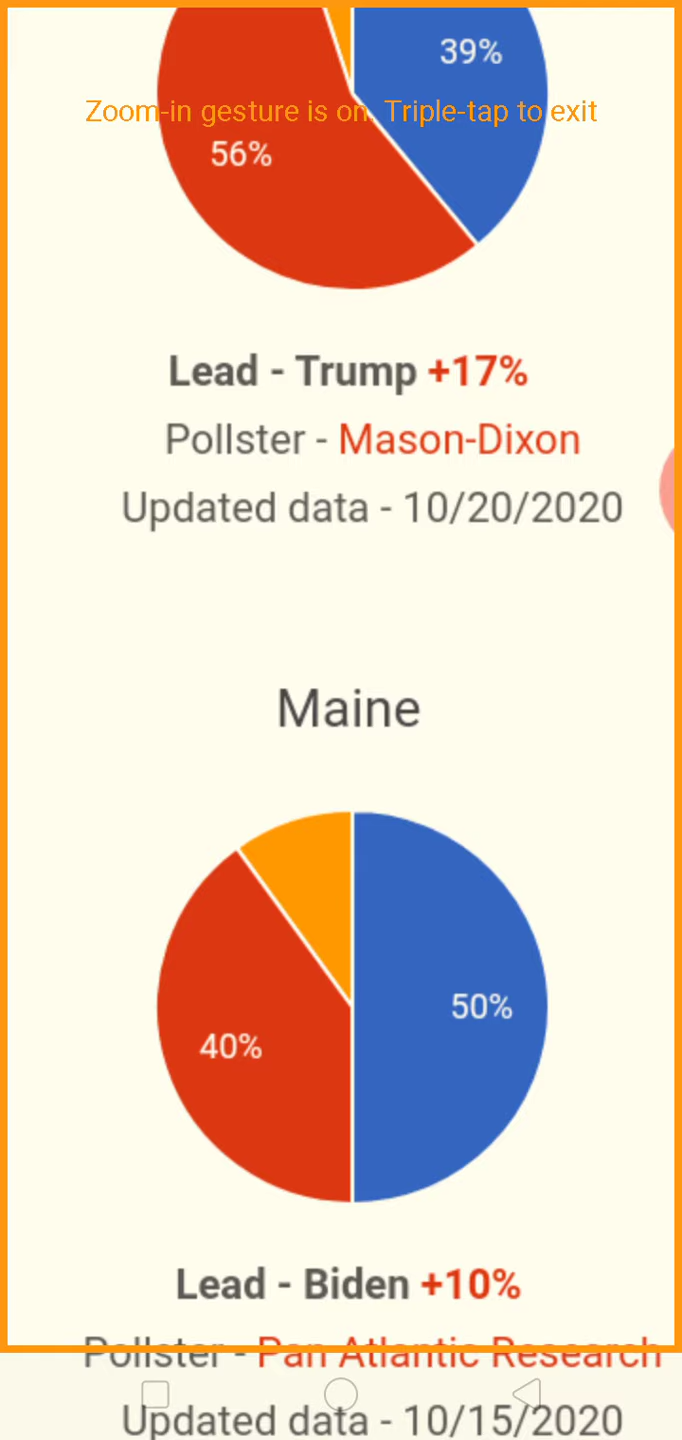 39%
Zoom-in gesture is on. Triple-tap to exit
56%
Lead - Trump +17%
Pollster - Mason-Dixon
Updated data - 10/20/2020
Maine
50%
40%
Lead - Biden +10%
Pollster - Pan Atlantic Research
Updated data - 10/15/2020